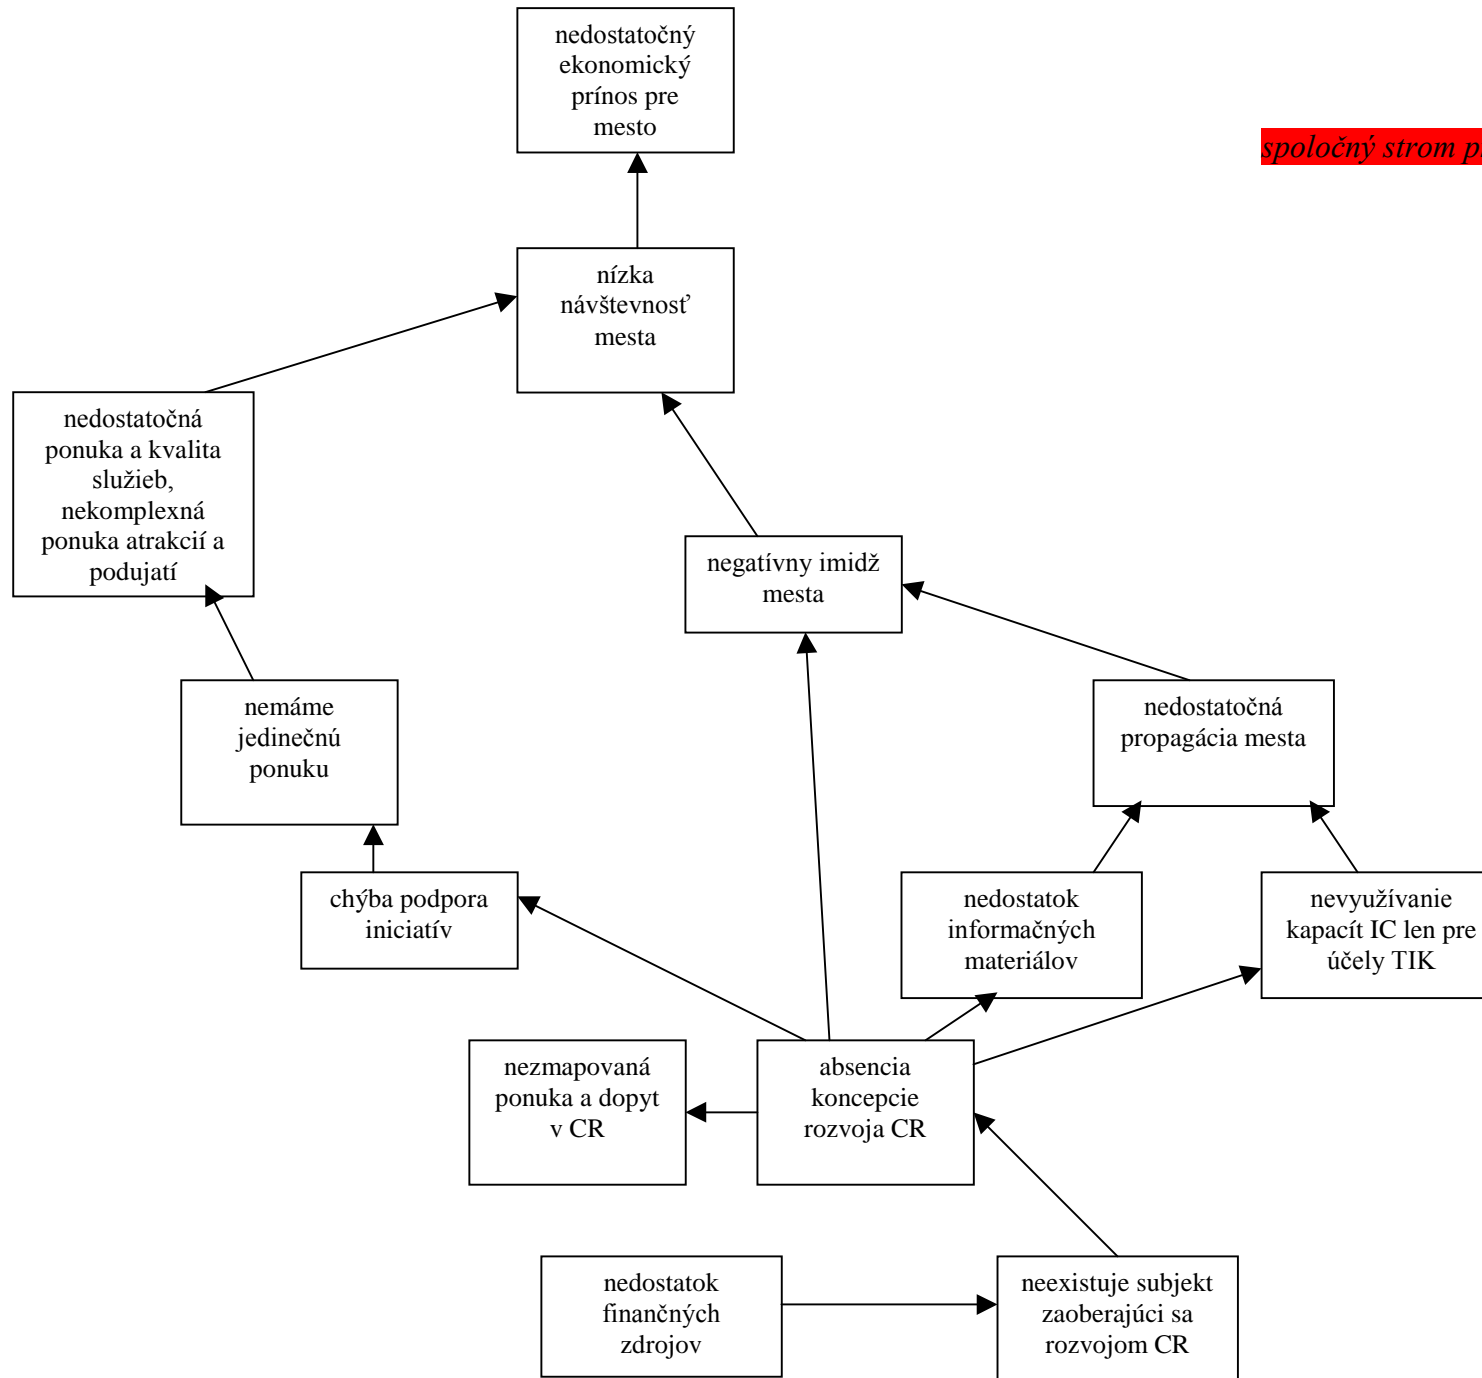 nedostatočný
ekonomický
prínos pre
mesto
spoločný strom
nízka
návštevnosť
mesta
nedostatočná
ponuka a kvalita
služieb,
nekomplexná
ponuka atrakcií a
podujatí
negatívny imidž
mesta
nemáme
jedinečnú
ponuku
nedostatočná
propagácia mesta
chýba podpora
iniciatív
nedostatok
informačných
materiálov
nevyužívanie
kapacít IC len pre
účely TIK
nezmapovaná
ponuka a dopyt
v CR
absencia
koncepcie
rozvoja CR
nedostatok
finančných
zdrojov
neexistuje subjekt
zaoberajúci sa
rozvojom CR